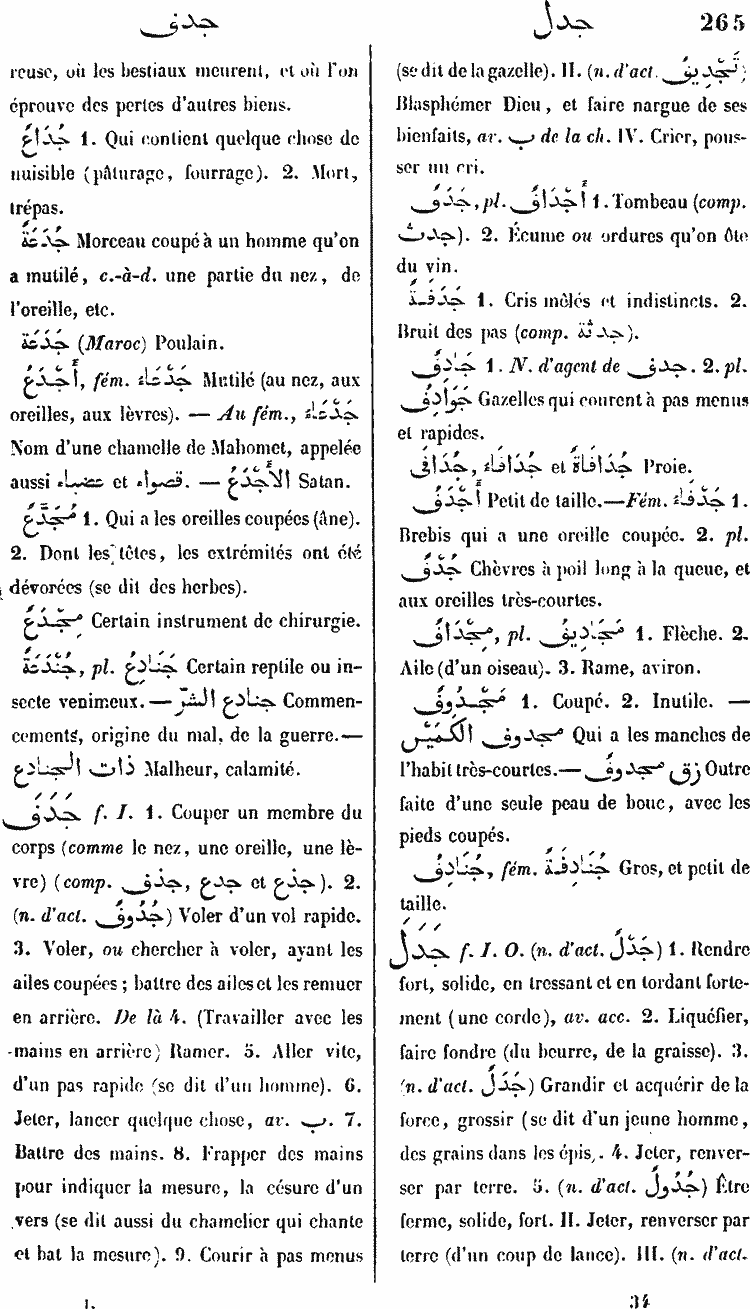 جدف
جدل
265
reuse, où les bestiaux meurent, et où l'on
éprouve des pertes d'autres biens.
جُدَاعٌ 1. Qui contient quelque chose de
nuisible (pâturage, fourrage). 2. Mort,
trépas.
جُدْعَةٌ Morceau coupé à un homme qu'on
a mutilé, c.-à-d. une partie du nez, de
l'oreille, etc.
جَدَعَةٌ (Maroc) Poulain.
أَجْدَعُ, fém. جَدْعَاءُ Mutilé (au nez, aux
oreilles, aux lèvres). — Au fém., جَدْعَاءُ
Nom d'une chamelle de Mahomet, appelée
aussi عضباء et قصواء. — الأَجْدَعُ Satan.
مُجَدَّعٌ 1. Qui a les oreilles coupées (âne).
2. Dont les têtes, les extrémités ont été
dévorées (se dit des herbes).
مِجْدَعٌ Certain instrument de chirurgie.
جُنْدَعَةٌ, pl. جَنَادِعُ Certain reptile ou in-
secte venimeux. — جنادع الشرّ Commen-
cements, origine du mal, de la guerre.—
ذات الجنادع Malheur, calamité.
جَدَفَ f. I. 1. Couper un membre du
corps (comme le nez, une oreille, une lè-
vre) (comp. جذف, جدع et جذع). 2.
(n. d'act. جُدُوفٌ) Voler d'un vol rapide.
3. Voler, ou chercher à voler, ayant les
ailes coupées ; battre des ailes et les remuer
en arrière. De là 4. (Travailler avec les
mains en arrière) Ramer. 5. Aller vite,
d'un pas rapide (se dit d'un homme). 6.
Jeter, lancer quelque chose, av. ب. 7.
Battre des mains. 8. Frapper des mains
pour indiquer la mesure, la césure d'un
vers (se dit aussi du chamelier qui chante
et bat la mesure). 9. Courir à pas menus
(se dit de la gazelle). II. (n. d'act. تَجْدِيفٌ)
Blasphémer Dieu, et faire nargue de ses
bienfaits, av. ب de la ch. IV. Crier, pous-
ser un cri.
جَدَفٌ, pl. أَجْدَافٌ 1. Tombeau (comp.
جدث). 2. Écume ou ordures qu'on ôte
du vin.
جَدَفَةٌ 1. Cris mêlés et indistincts. 2.
Bruit des pas (comp. جدثة).
جَادِفٌ 1. N. d'agent de جدف. 2. pl.
جَوَادِفُ Gazelles qui courent à pas menus
et rapides.
جُدَافَى, جُدَافَاءُ et جُدَافَاةٌ Proie.
أَجْدَفُ Petit de taille.—Fém. جَدْفَاءُ 1.
Brebis qui a une oreille coupée. 2. pl.
جُدْفٌ Chèvres à poil long à la queue, et
aux oreilles très-courtes.
مِجْدَافٌ, pl. مَجَادِيفُ 1. Flèche. 2.
Aile (d'un oiseau). 3. Rame, aviron.
مَجْدُوفٌ 1. Coupé. 2. Inutile. —
مجدوف الكُمَّيْنِ Qui a les manches de
l'habit très-courtes.— زق مجدوف Outre
faite d'une seule peau de bouc, avec les
pieds coupés.
جُنَادِفٌ, fém. جُنَادِفَةٌ Gros, et petit de
taille.
جَدَلَ f. I. O. (n. d'act. جَدْلٌ) 1. Rendre
fort, solide, en tressant et en tordant forte-
ment (une corde), av. acc. 2. Liquéfier,
faire fondre (du beurre, de la graisse). 3.
(n. d'act. جَدْلٌ) Grandir et acquérir de la
force, grossir (se dit d'un jeune homme,
des grains dans les épis). 4. Jeter, renver-
ser par terre. 5. (n. d'act. جُدُولٌ) Être
ferme, solide, fort. II. Jeter, renverser par
terre (d'un coup de lance). III. (n. d'act.
I.
34